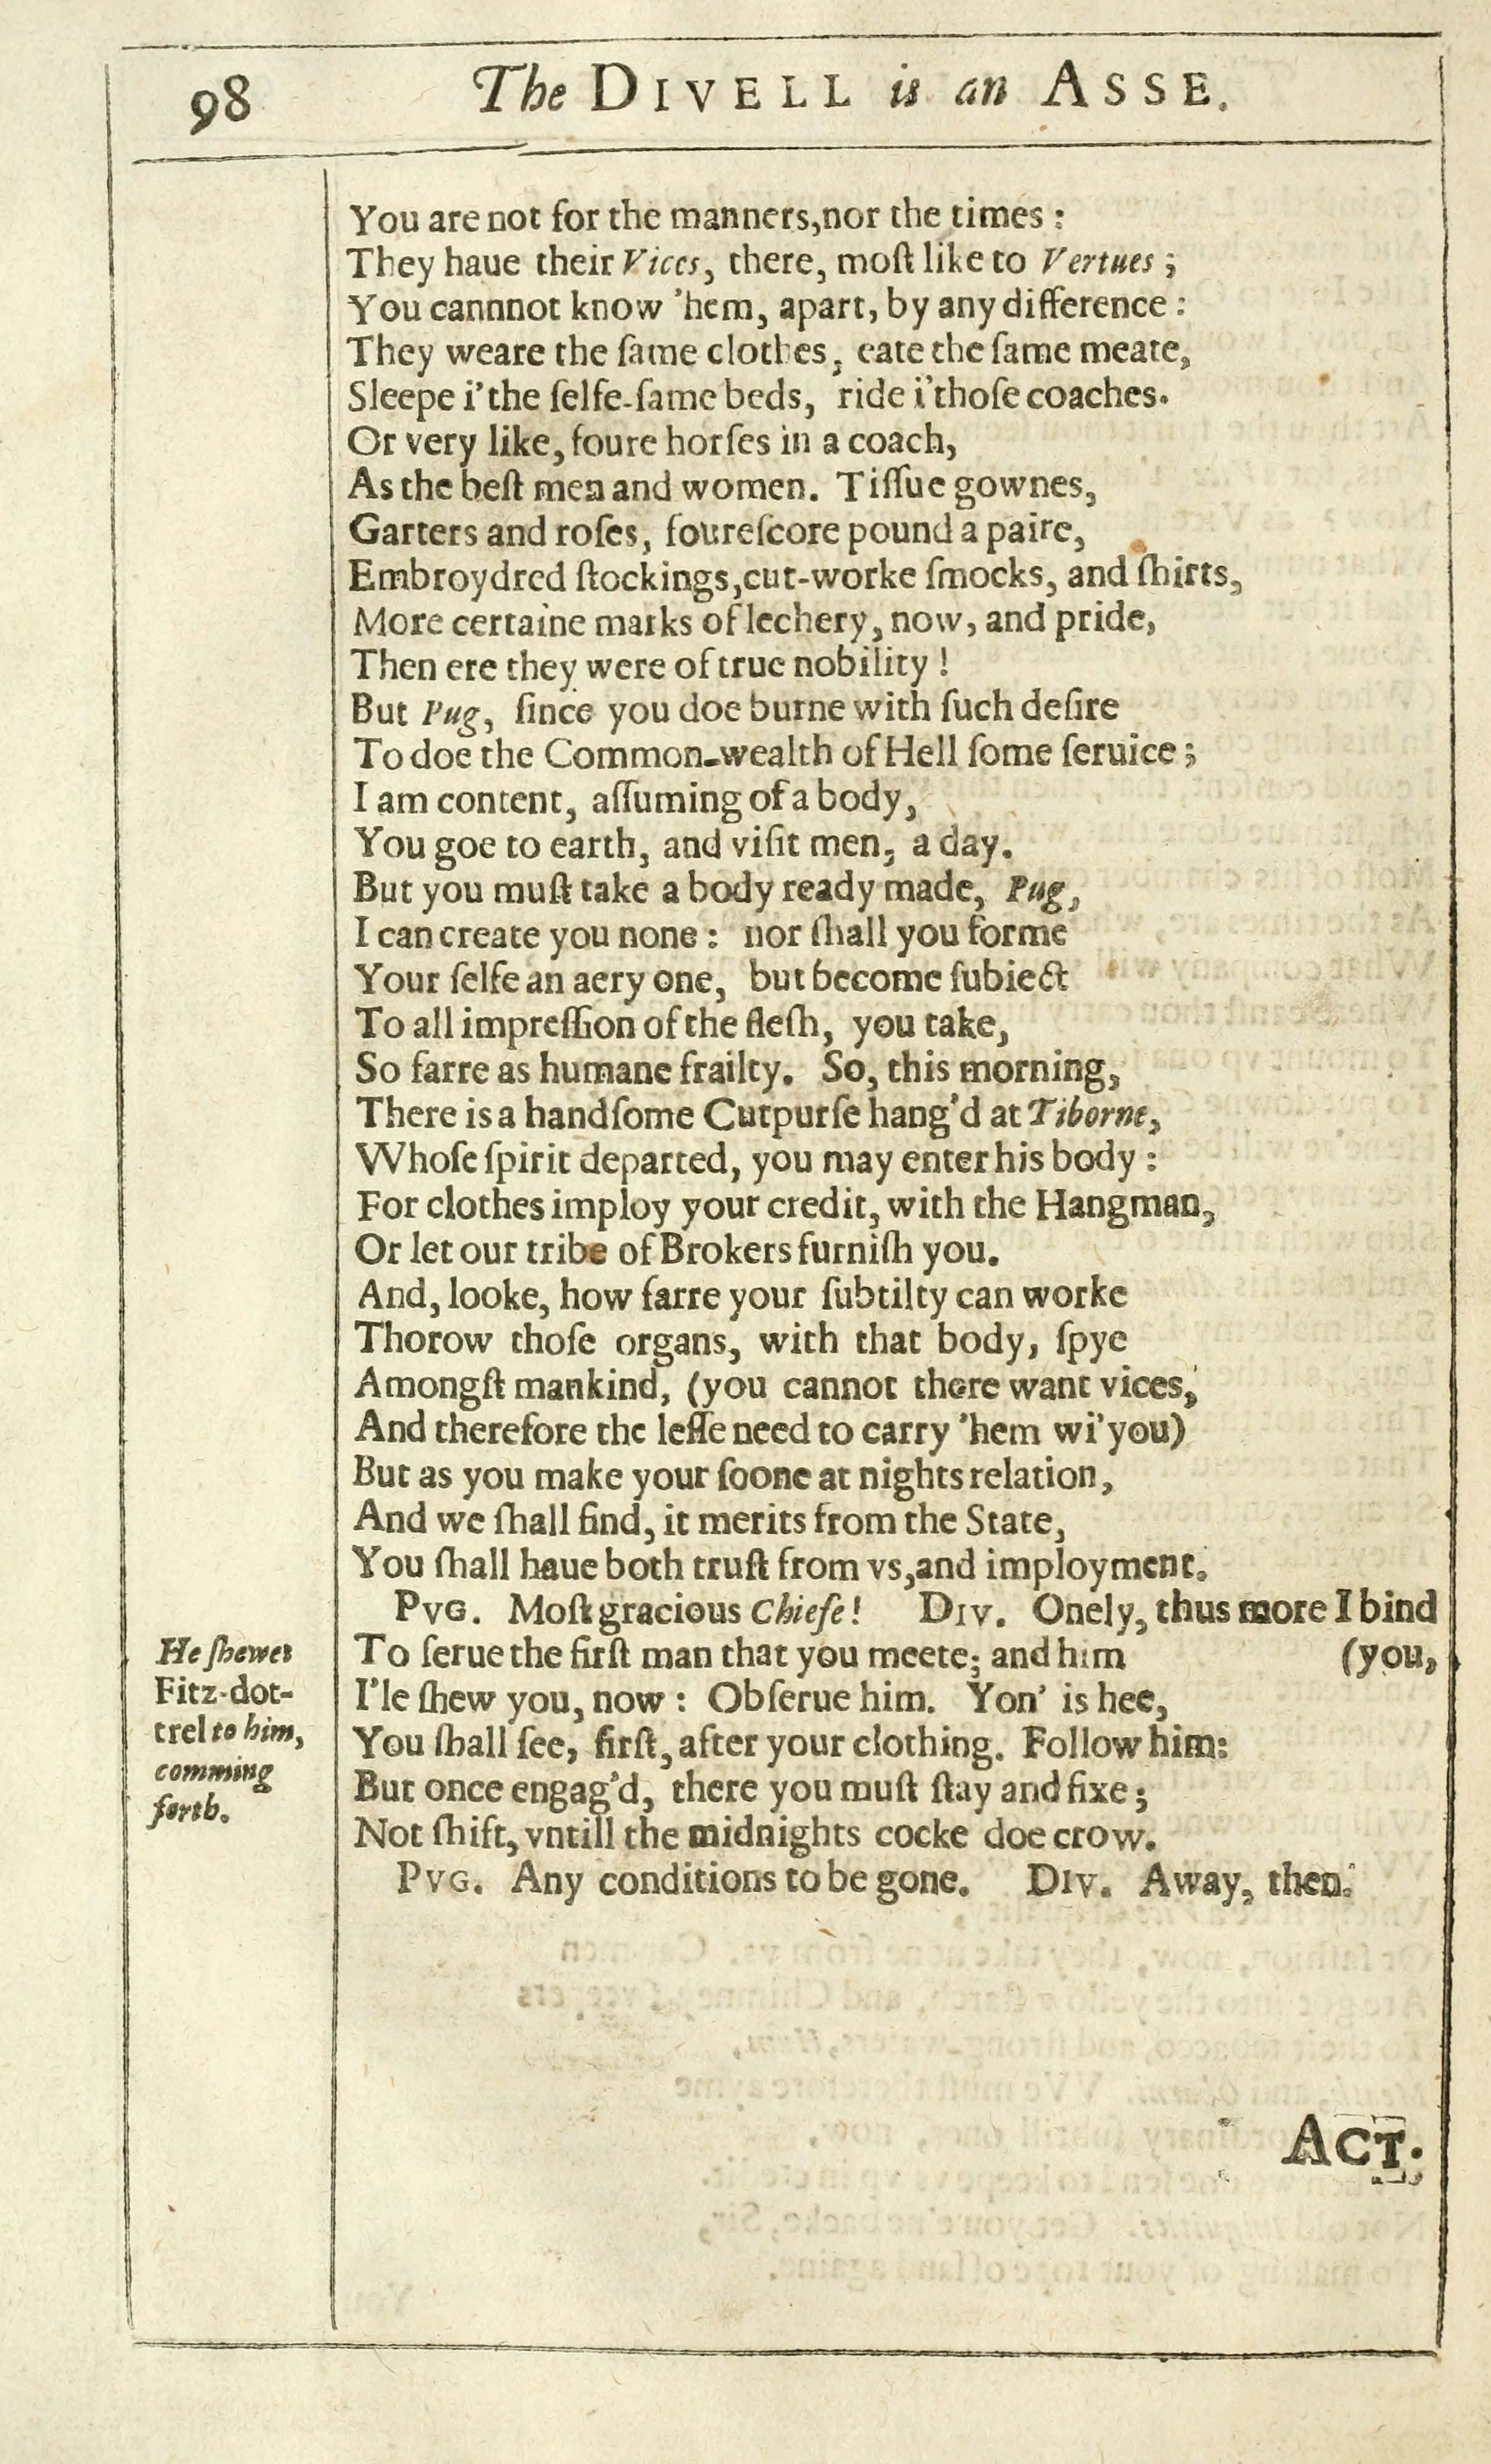 98
The DIVELL is an ASSE.
You are not for the manners, nor the times :
They haue their Vices, there, moſt like to Vertues ;
You cannnot know 'hem, apart, by any difference :
They weare the ſame clothes, eate the ſame meate,
Sleepe i' the ſelfe-ſame beds, ride i' thoſe coaches.
Or very like, foure horſes in a coach,
As the beſt men and women. Tiſſue gownes,
Garters and roſes, foureſcore pound a paire,
Embroydred ſtockings, cut-worke ſmocks, and ſhirts,
More certaine marks of lechery, now, and pride,
Then ere they were of true nobility !
But Pug, ſince you doe burne with ſuch deſire
To doe the Common-wealth of Hell ſome ſeruice ;
I am content, aſſuming of a body,
You goe to earth, and viſit men, a day.
But you muſt take a body ready made, Pug,
I can create you none : nor ſhall you forme
Your ſelfe an aery one, but become ſubiect
To all impreſſion of the fleſh, you take,
So farre as humane frailty. So, this morning,
There is a handſome Cutpurſe hang'd at Tiborne,
Whoſe ſpirit departed, you may enter his body :
For clothes imploy your credit, with the Hangman,
Or let our tribe of Brokers furniſh you.
And, looke, how farre your ſubtilty can worke
Thorow thoſe organs, with that body, ſpye
Amongſt mankind, (you cannot there want vices,
And therefore the leſſe need to carry 'hem wi' you)
But as you make your ſoone at nights relation,
And we ſhall find, it merits from the State,
You ſhall haue both truſt from vs, and imployment.
PVG. Moſt gracious Chiefe! DIV. Onely, thus more I bind
To ſerue the firſt man that you meete; and him (you,
I'le ſhew you, now : Obſerue him. Yon' is hee,
You ſhall ſee, firſt, after your clothing. Follow him:
But once engag'd, there you muſt ſtay and fixe ;
Not ſhift, vntill the midnights cocke doe crow.
PVG. Any conditions to be gone. DIV. Away, then.
He ſhewes
Fitz-dot-
trel to him,
comming
forth.
ACT.